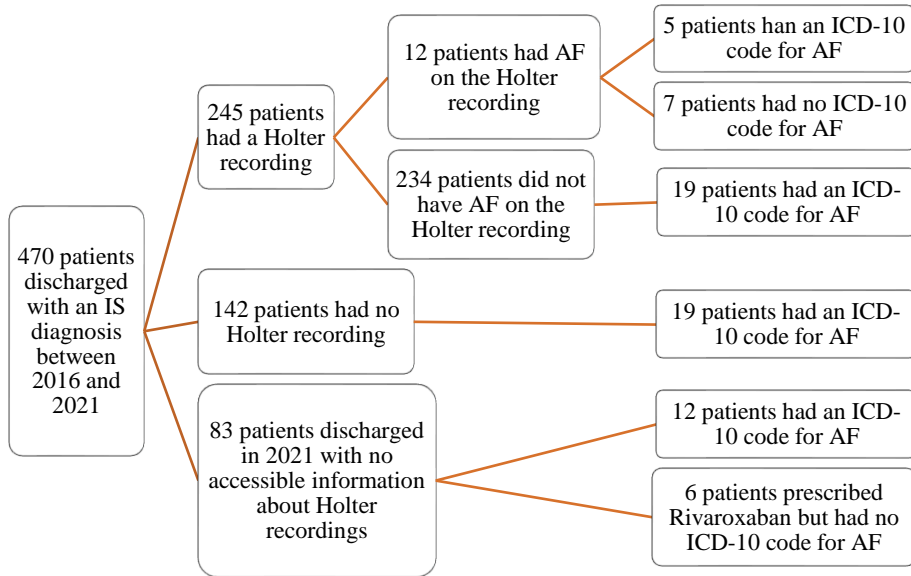 470 patients
discharged
with an IS
diagnosis
between
2016 and
2021
245 patients
had a Holter
recording
12 patients had AF
on the Holter
recording
5 patients han an ICD-10
code for AF
7 patients had no ICD-10
code for AF
234 patients did not
have AF on the
Holter recording
19 patients had an ICD-
10 code for AF
142 patients had no
Holter recording
19 patients had an ICD-
10 code for AF
83 patients discharged
in 2021 with no
accessible information
about Holter
recordings
12 patients had an ICD-
10 code for AF
6 patients prescribed
Rivaroxaban but had no
ICD-10 code for AF